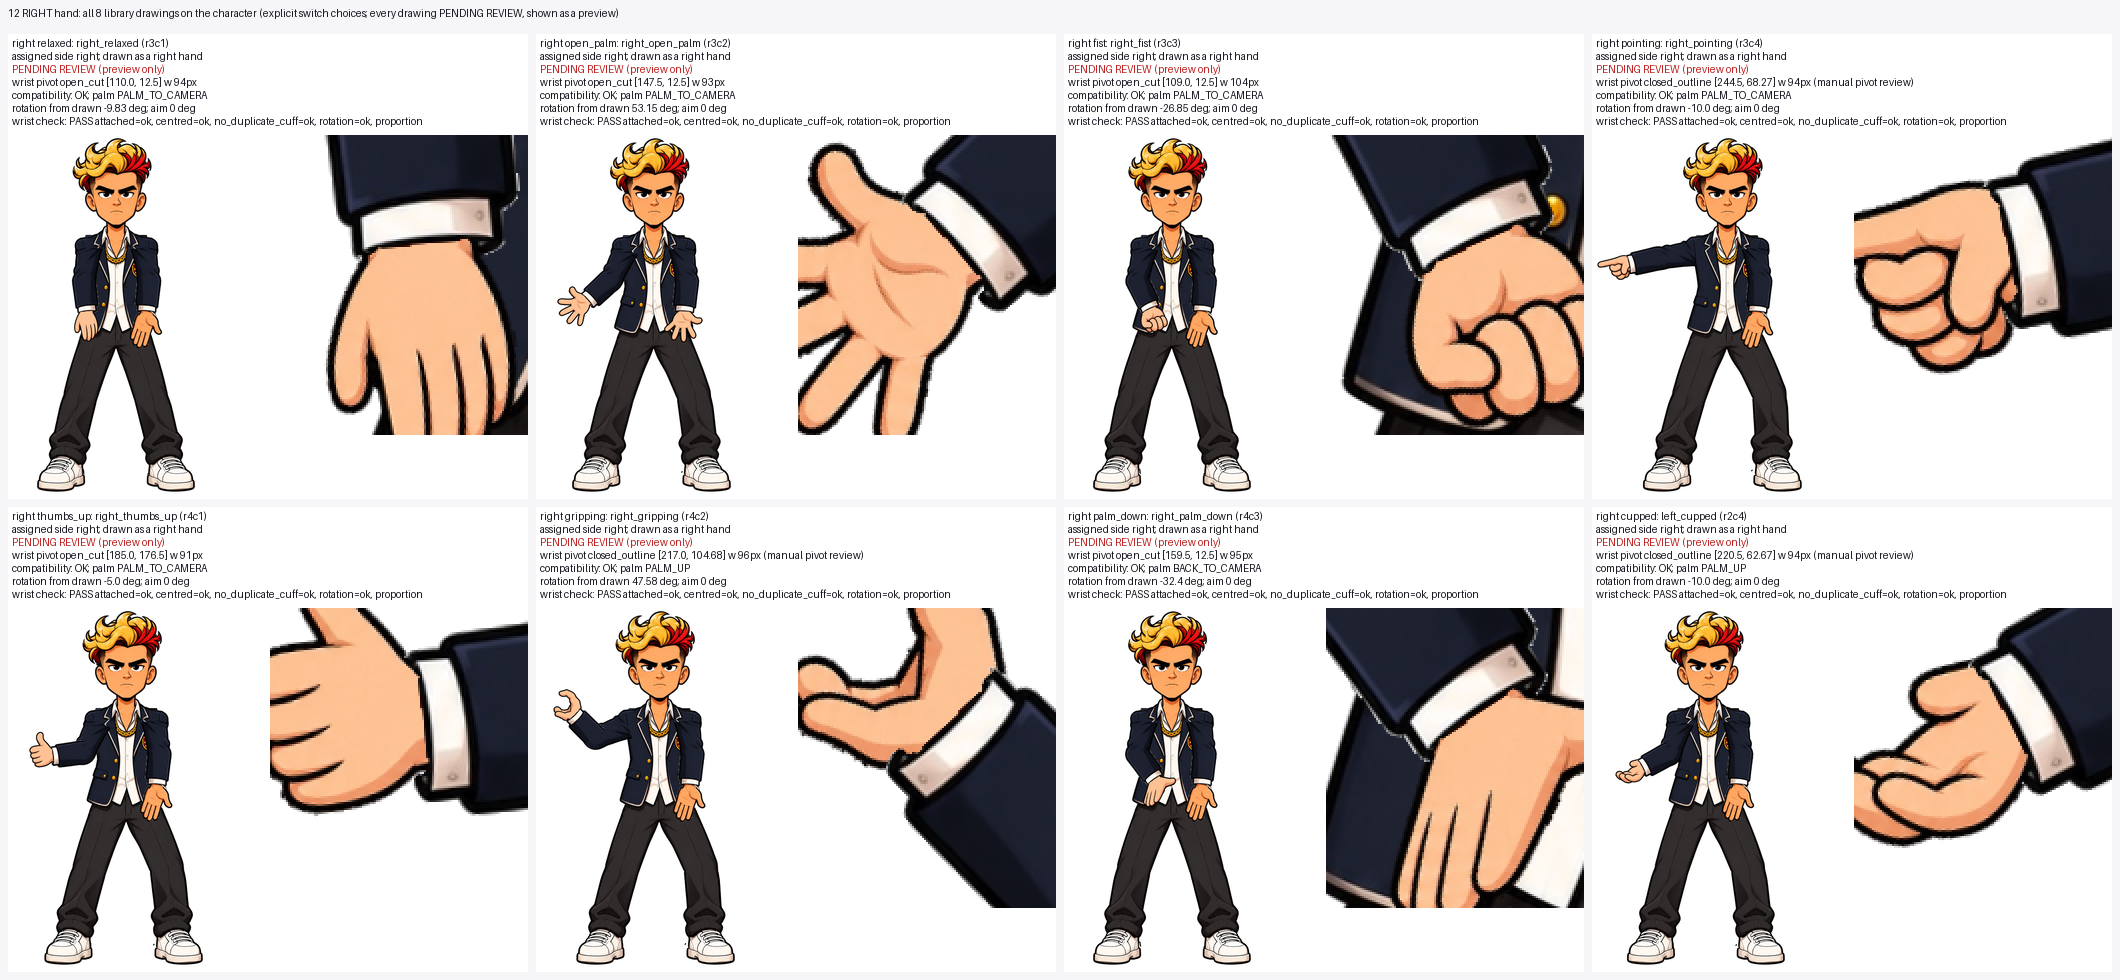 12 RIGHT hand: all 8 library drawings on the character (explicit switch choices; every drawing PENDING REVIEW, shown as a preview)
right relaxed: right_relaxed (r3c1)
assigned side right; drawn as a right hand
PENDING REVIEW (preview only)
wrist pivot open_cut [110.0, 12.5] w 94px
compatibility: OK; palm PALM_TO_CAMERA
rotation from drawn -9.83 deg; aim 0 deg
wrist check: PASS attached=ok, centred=ok, no_duplicate_cuff=ok, rotation=ok, proportion
right open_palm: right_open_palm (r3c2)
assigned side right; drawn as a right hand
PENDING REVIEW (preview only)
wrist pivot open_cut [147.5, 12.5] w 93px
compatibility: OK; palm PALM_TO_CAMERA
rotation from drawn 53.15 deg; aim 0 deg
wrist check: PASS attached=ok, centred=ok, no_duplicate_cuff=ok, rotation=ok, proportion
right fist: right_fist (r3c3)
assigned side right; drawn as a right hand
PENDING REVIEW (preview only)
wrist pivot open_cut [109.0, 12.5] w 104px
compatibility: OK; palm PALM_TO_CAMERA
rotation from drawn -26.85 deg; aim 0 deg
wrist check: PASS attached=ok, centred=ok, no_duplicate_cuff=ok, rotation=ok, proportion
right pointing: right_pointing (r3c4)
assigned side right; drawn as a right hand
PENDING REVIEW (preview only)
wrist pivot closed_outline [244.5, 68.27] w 94px (manual pivot review)
compatibility: OK; palm PALM_TO_CAMERA
rotation from drawn -10.0 deg; aim 0 deg
wrist check: PASS attached=ok, centred=ok, no_duplicate_cuff=ok, rotation=ok, proportion
right thumbs_up: right_thumbs_up (r4c1)
assigned side right; drawn as a right hand
PENDING REVIEW (preview only)
wrist pivot open_cut [185.0, 176.5] w 91px
compatibility: OK; palm PALM_TO_CAMERA
rotation from drawn -5.0 deg; aim 0 deg
wrist check: PASS attached=ok, centred=ok, no_duplicate_cuff=ok, rotation=ok, proportion
right gripping: right_gripping (r4c2)
assigned side right; drawn as a right hand
PENDING REVIEW (preview only)
wrist pivot closed_outline [217.0, 104.68] w 96px (manual pivot review)
compatibility: OK; palm PALM_UP
rotation from drawn 47.58 deg; aim 0 deg
wrist check: PASS attached=ok, centred=ok, no_duplicate_cuff=ok, rotation=ok, proportion
right palm_down: right_palm_down (r4c3)
assigned side right; drawn as a right hand
PENDING REVIEW (preview only)
wrist pivot open_cut [159.5, 12.5] w 95px
compatibility: OK; palm BACK_TO_CAMERA
rotation from drawn -32.4 deg; aim 0 deg
wrist check: PASS attached=ok, centred=ok, no_duplicate_cuff=ok, rotation=ok, proportion
right cupped: left_cupped (r2c4)
assigned side right; drawn as a right hand
PENDING REVIEW (preview only)
wrist pivot closed_outline [220.5, 62.67] w 94px (manual pivot review)
compatibility: OK; palm PALM_UP
rotation from drawn -10.0 deg; aim 0 deg
wrist check: PASS attached=ok, centred=ok, no_duplicate_cuff=ok, rotation=ok, proportion